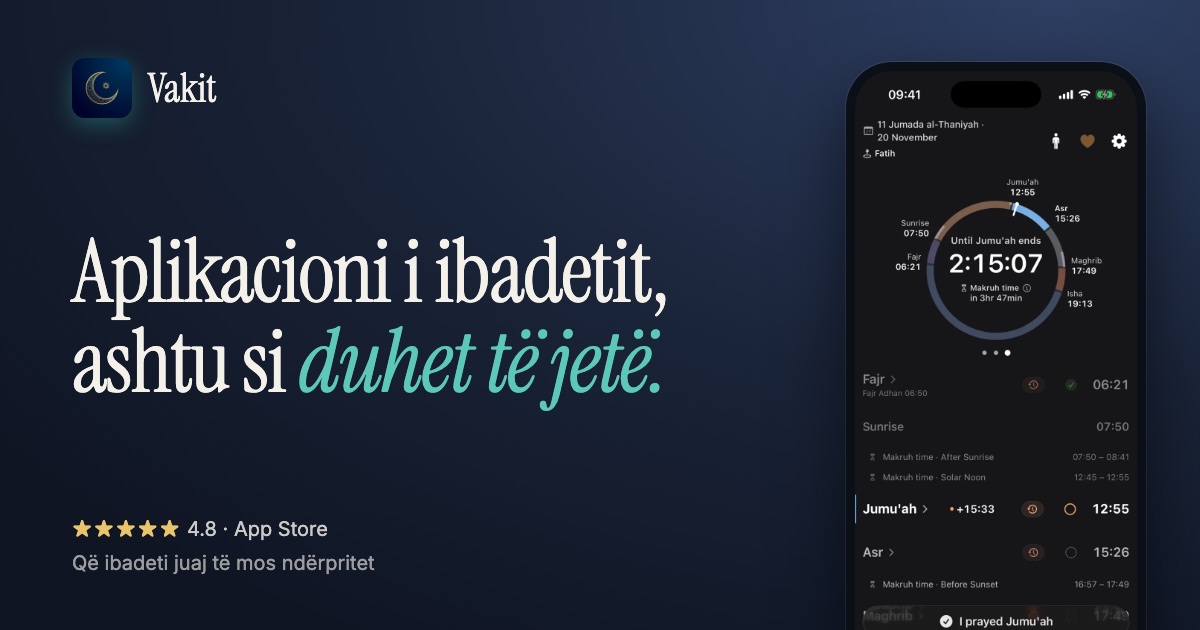 Vakit
Aplikacioni i ibadetit,
ashtu si duhet të jetë.
★★★★★ 4.8 · App Store
Që ibadeti juaj të mos ndërpritet
09:41
11 Jumada al-Thaniyah ·
20 November
Fatih
Jumu'ah
12:55
Asr
15:26
Sunrise
07:50
Fajr
06:21
Maghrib
17:49
Isha
19:13
Until Jumu'ah ends
2:15:07
Makruh time
in 3hr 47min
Fajr > 06:21
Fajr Adhan 06:50
Sunrise 07:50
Makruh time · After Sunrise 07:50 – 08:41
Makruh time · Solar Noon 12:45 – 12:55
Jumu'ah > •+15:33 12:55
Asr > 15:26
Makruh time · Before Sunset 16:57 – 17:49
Maghrib > 17:49
I prayed Jumu'ah